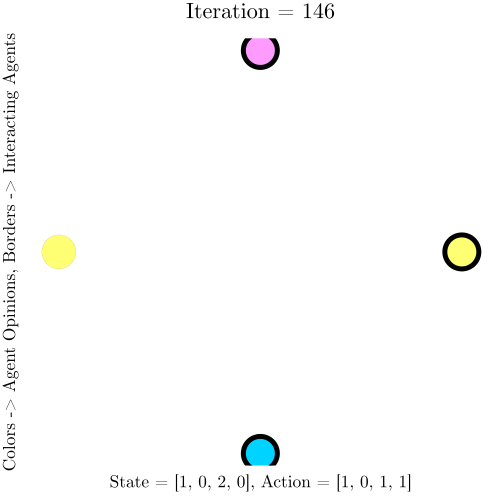 Iteration = 146
Colors -> Agent Opinions, Borders -> Interacting Agents
State = [1, 0, 2, 0], Action = [1, 0, 1, 1]